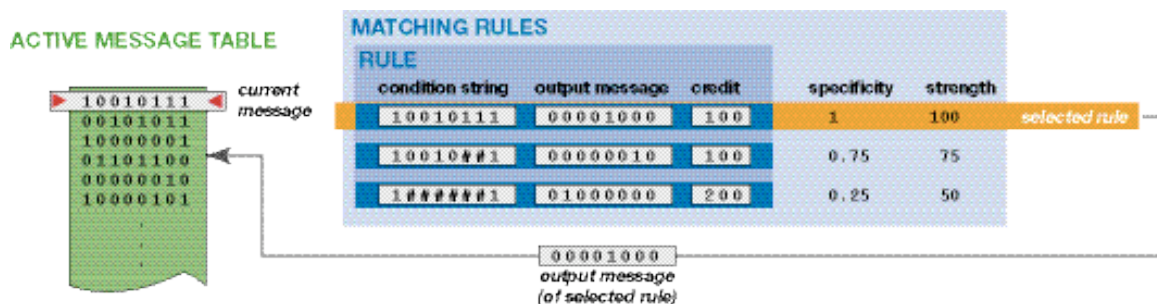 ACTIVE MESSAGE TABLE
current
message
10010111
00101011
10000001
01101100
00000010
10000101
MATCHING RULES
RULE
condition string output message credit specificity strength
10010111 00001000 100 1 100 selected rule
10010##1 00000010 100 0.75 75
1######1 01000000 200 0.25 50
00001000
output message
(of selected rule)